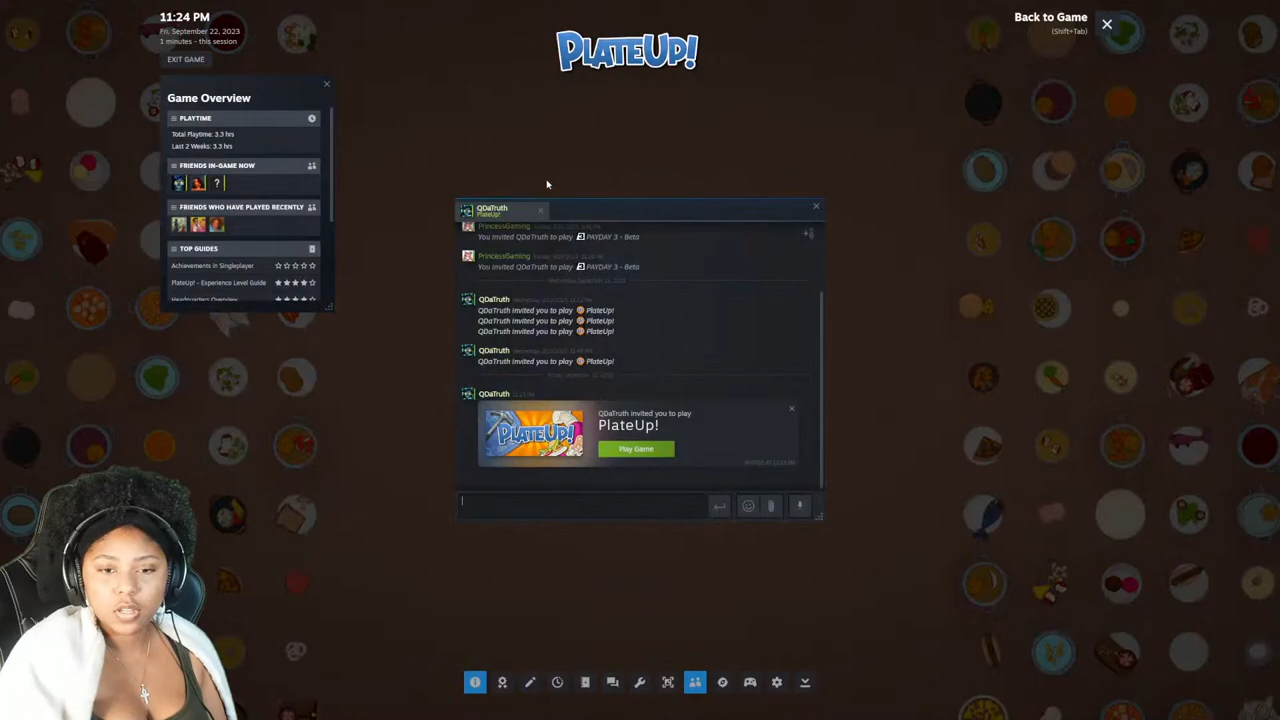 11:24 PM
Fri, September 22, 2023
1 minutes - this session
EXIT GAME
PLATEUP!
Back to Game
(Shift+Tab)
Game Overview
PLAYTIME
Total Playtime: 3.3 hrs
Last 2 Weeks: 3.3 hrs
FRIENDS IN-GAME NOW
?
FRIENDS WHO HAVE PLAYED RECENTLY
TOP GUIDES
Achievements in Singleplayer
PlateUp! - Experience Level Guide
Headquarters Overview
QDaTruth
PlateUp!
PrincessGaming
You invited QDaTruth to play PAYDAY 3 - Beta
PrincessGaming
You invited QDaTruth to play PAYDAY 3 - Beta
QDaTruth
QDaTruth invited you to play PlateUp!
QDaTruth invited you to play PlateUp!
QDaTruth invited you to play PlateUp!
QDaTruth
QDaTruth invited you to play PlateUp!
QDaTruth
PLATEUP!
QDaTruth invited you to play
PlateUp!
Play Game